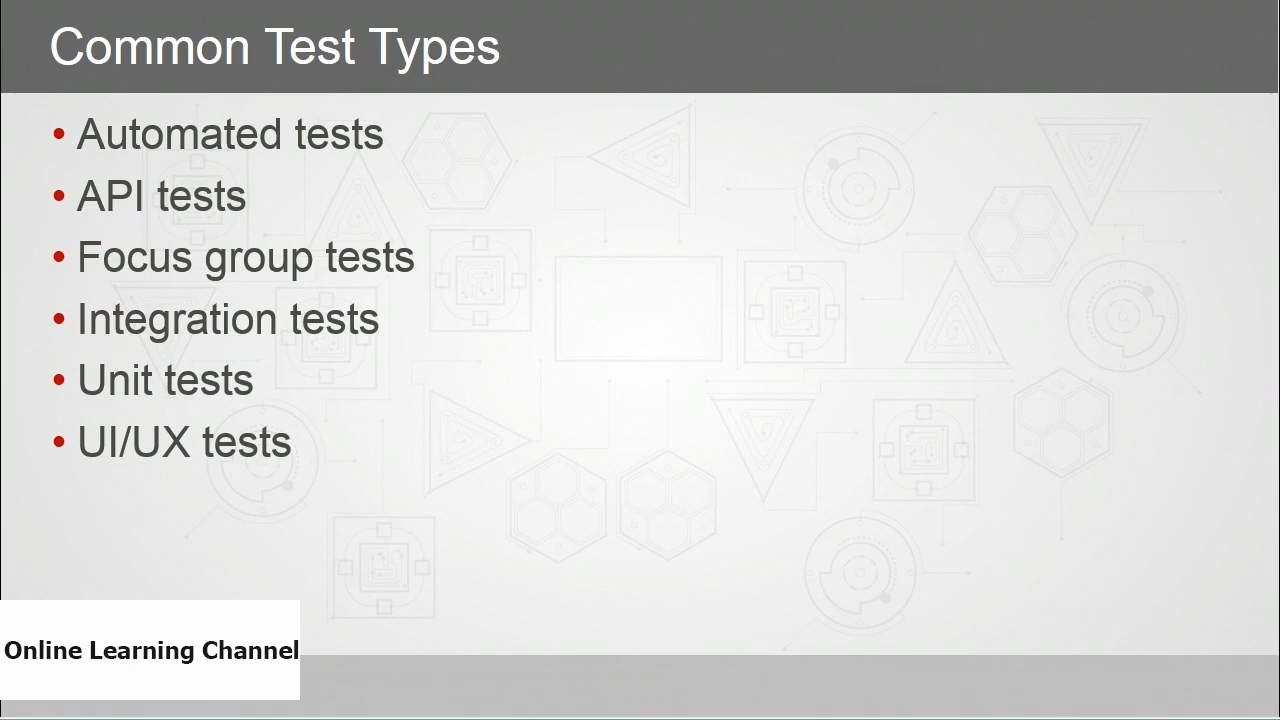 Common Test Types
• Automated tests
• API tests
• Focus group tests
• Integration tests
• Unit tests
• UI/UX tests
Online Learning Channel